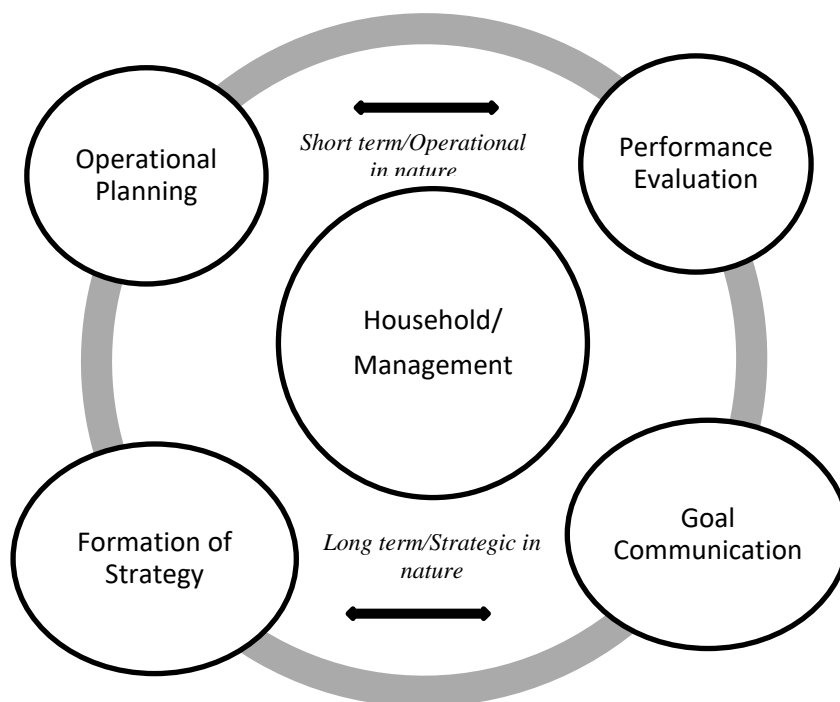 Operational
Planning
Short term/Operational
in nature
Performance
Evaluation
Household/
Management
Formation of
Strategy
Long term/Strategic in
nature
Goal
Communication